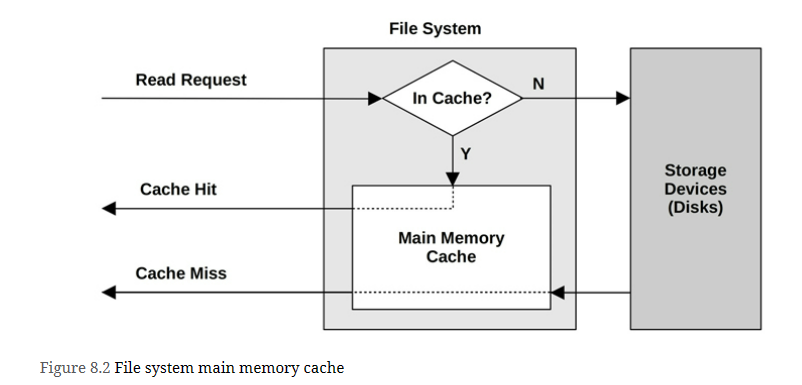 File System
Read Request
In Cache?
N
Y
Storage
Devices
(Disks)
Cache Hit
Main Memory
Cache
Cache Miss
Figure 8.2 File system main memory cache